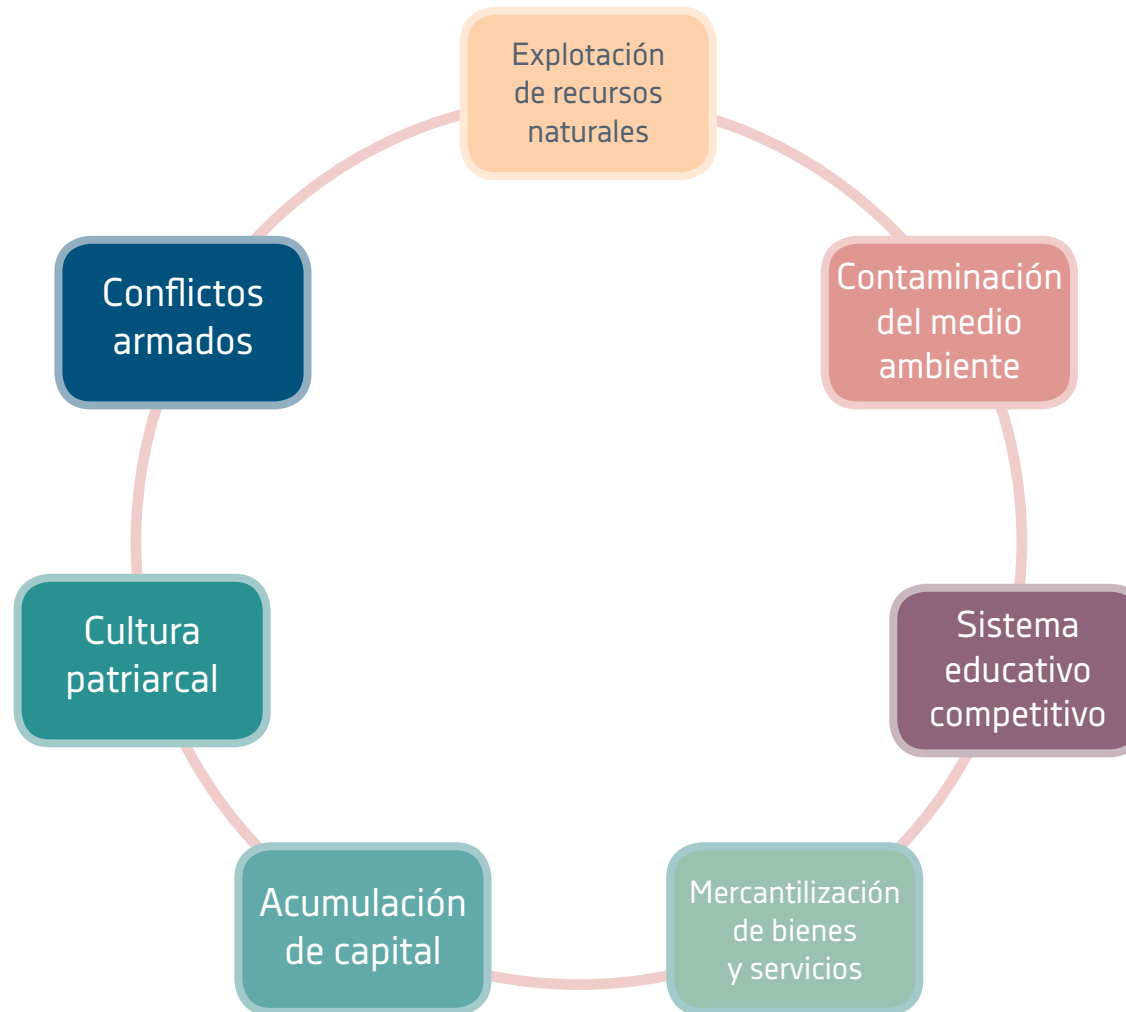 Explotación
de recursos
naturales
Contaminación
del medio
ambiente
Sistema
educativo
competitivo
Mercantilización
de bienes
y servicios
Acumulación
de capital
Cultura
patriarcal
Conflictos
armados